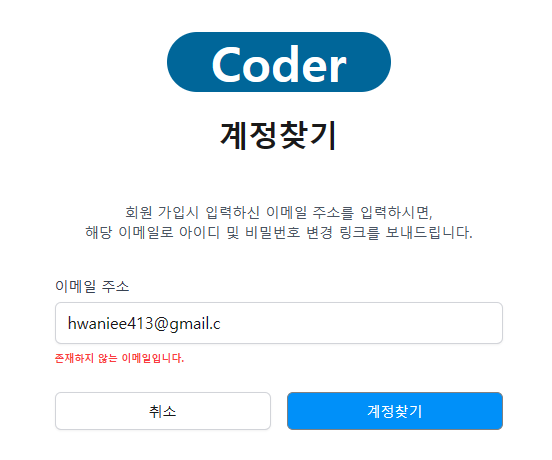 Coder
계정찾기
회원 가입시 입력하신 이메일 주소를 입력하시면,
해당 이메일로 아이디 및 비밀번호 변경 링크를 보내드립니다.
이메일 주소
hwaniee413@gmail.c
존재하지 않는 이메일입니다.
취소
계정찾기